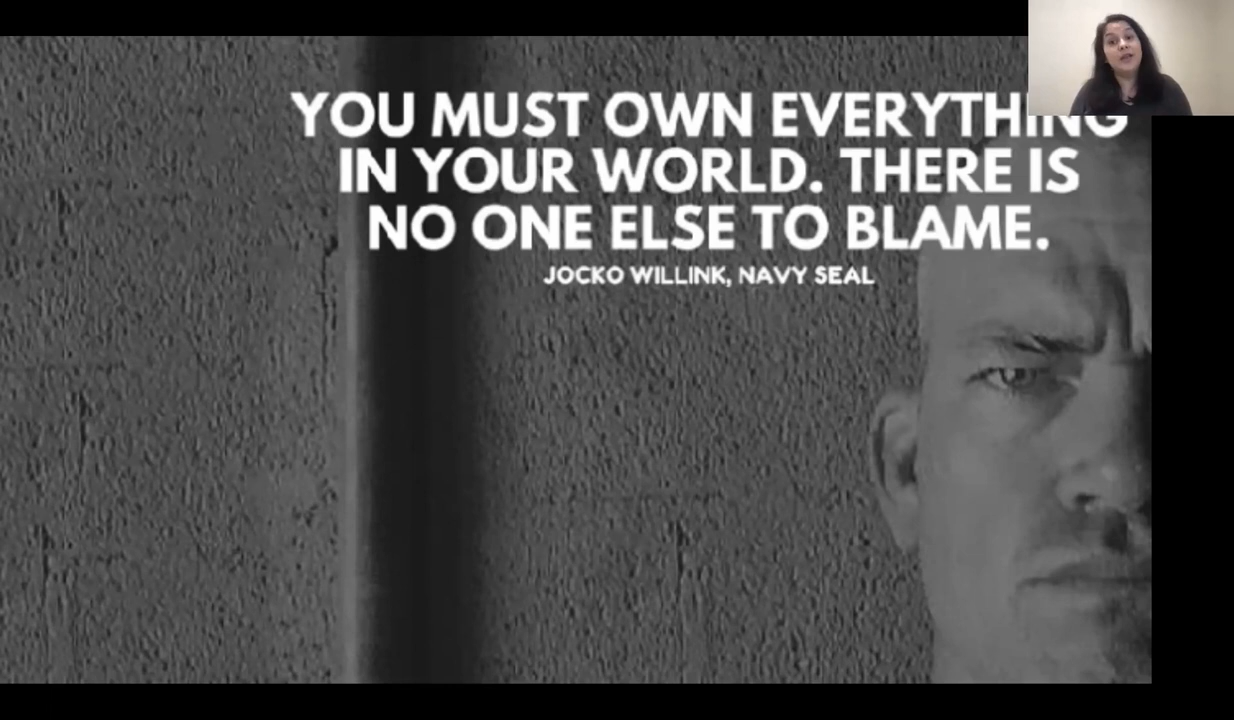 YOU MUST OWN EVERYTHING
IN YOUR WORLD. THERE IS
NO ONE ELSE TO BLAME.
JOCKO WILLINK, NAVY SEAL